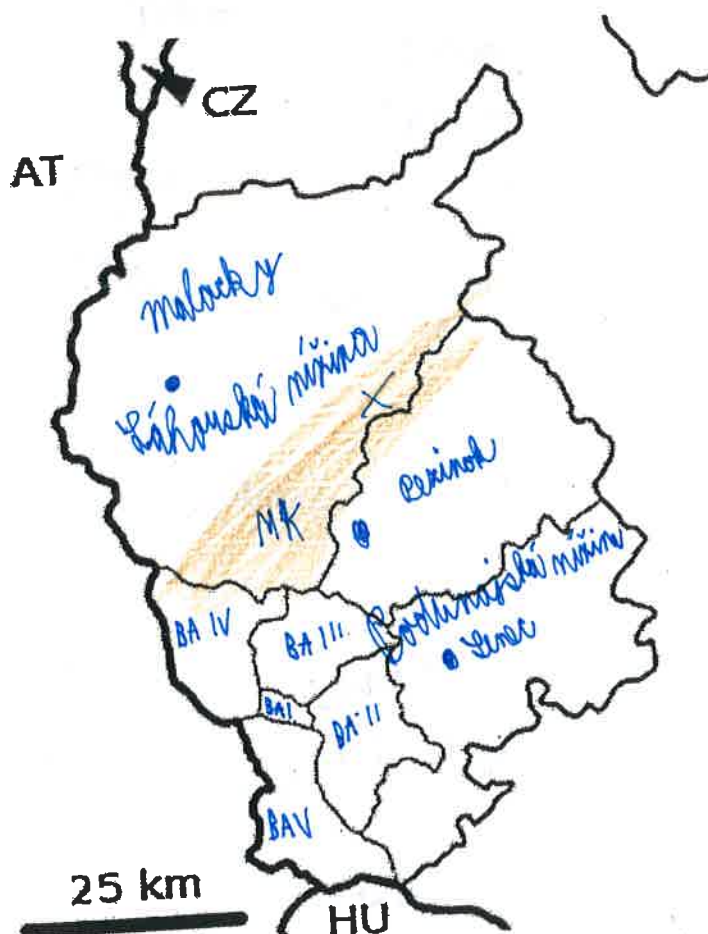 CZ
AT
Malacky
Záhorská nížina
Pezinok
MK
Podunajská nížina
Senec
BA IV
BA III.
BA I
BA II
BA V
25 km
HU